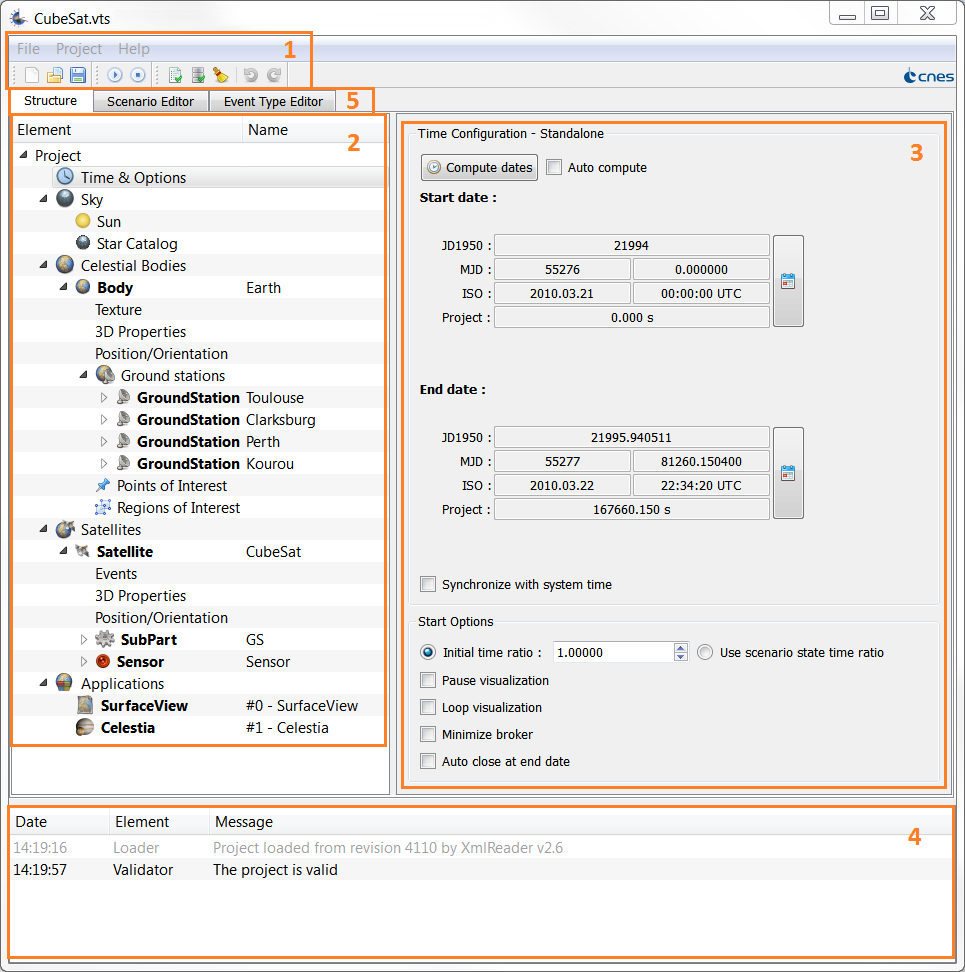 CubeSat.vts
File Project Help 1
cnes
Structure Scenario Editor Event Type Editor 5
Element Name 2
Project
Time & Options
Sky
Sun
Star Catalog
Celestial Bodies
Body Earth
Texture
3D Properties
Position/Orientation
Ground stations
GroundStation Toulouse
GroundStation Clarksburg
GroundStation Perth
GroundStation Kourou
Points of Interest
Regions of Interest
Satellites
Satellite CubeSat
Events
3D Properties
Position/Orientation
SubPart GS
Sensor Sensor
Applications
SurfaceView #0 - SurfaceView
Celestia #1 - Celestia
Time Configuration - Standalone 3
Compute dates Auto compute
Start date :
JD1950 : 21994
MJD : 55276 0.000000
ISO : 2010.03.21 00:00:00 UTC
Project : 0.000 s
End date :
JD1950 : 21995.940511
MJD : 55277 81260.150400
ISO : 2010.03.22 22:34:20 UTC
Project : 167660.150 s
Synchronize with system time
Start Options
Initial time ratio : 1.00000 Use scenario state time ratio
Pause visualization
Loop visualization
Minimize broker
Auto close at end date
Date Element Message 4
14:19:16 Loader Project loaded from revision 4110 by XmlReader v2.6
14:19:57 Validator The project is valid